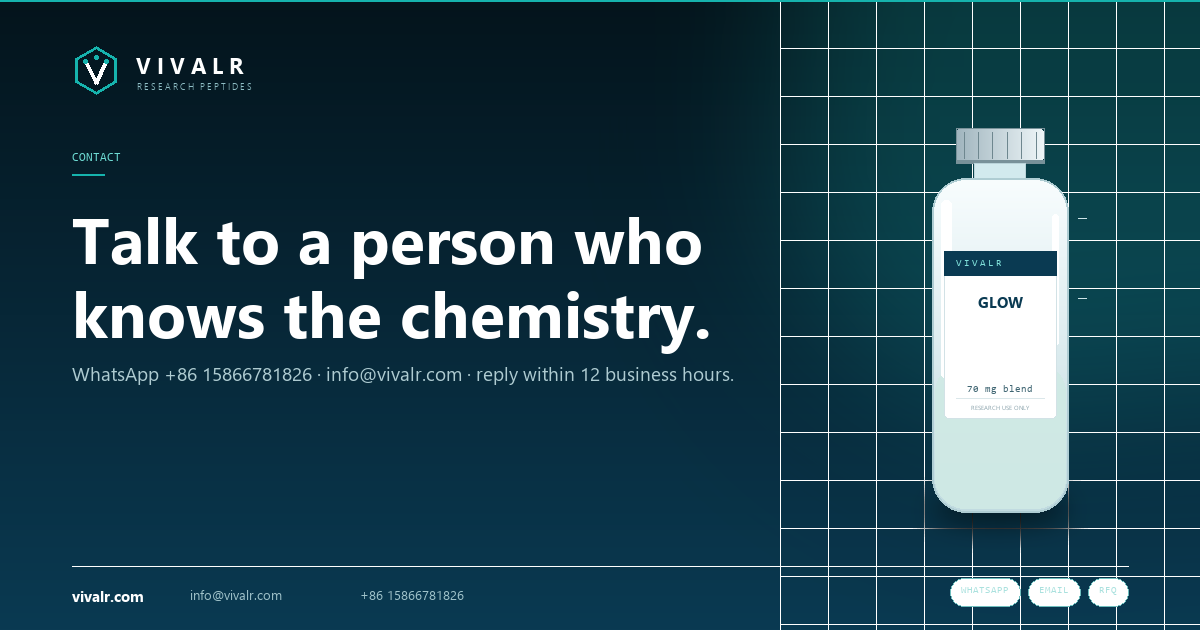 VIVALR
RESEARCH PEPTIDES
CONTACT
Talk to a person who
knows the chemistry.
WhatsApp +86 15866781826 · info@vivalr.com · reply within 12 business hours.
VIVALR
GLOW
70 mg blend
RESEARCH USE ONLY
vivalr.com info@vivalr.com +86 15866781826 WHATSAPP EMAIL RFQ